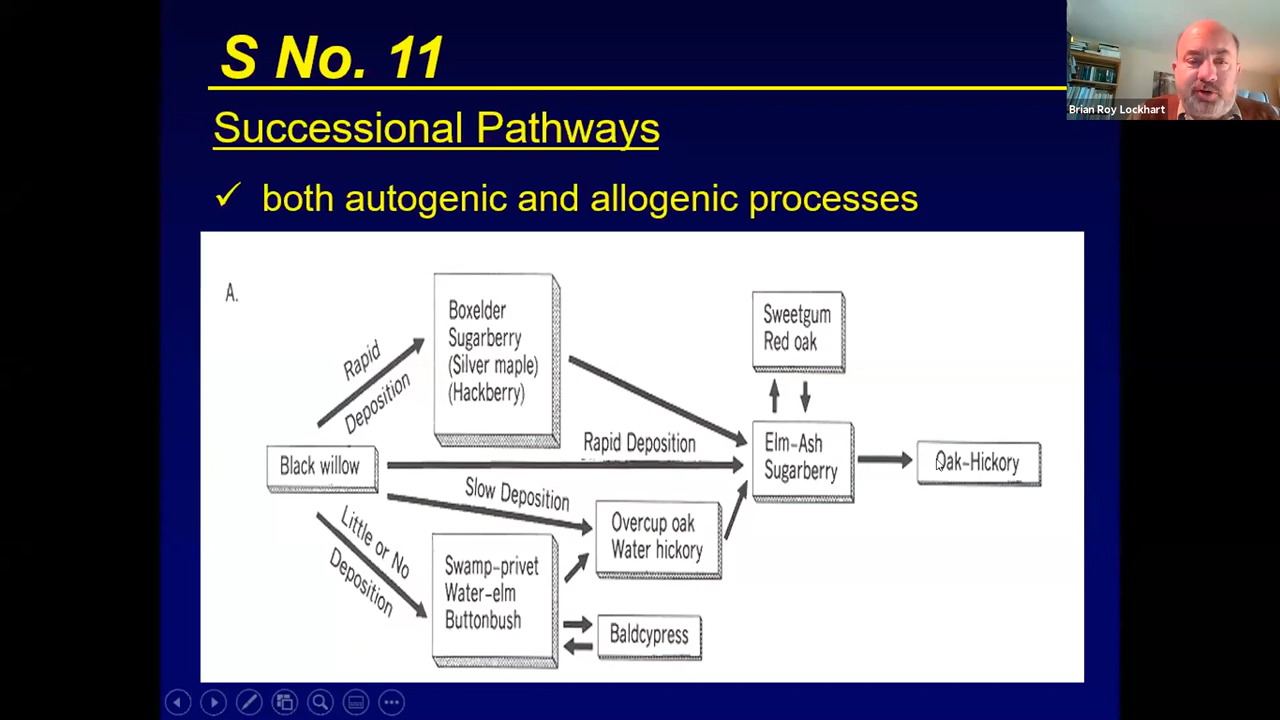 S No. 11
Brian Roy Lockhart
Successional Pathways
✓ both autogenic and allogenic processes
A.
Boxelder
Sugarberry
(Silver maple)
(Hackberry)
Rapid
Deposition
Sweetgum
Red oak
Black willow
Rapid Deposition
Elm-Ash
Sugarberry
Oak-Hickory
Slow Deposition
Overcup oak
Water hickory
Little or No
Deposition
Swamp-privet
Water-elm
Buttonbush
Baldcypress